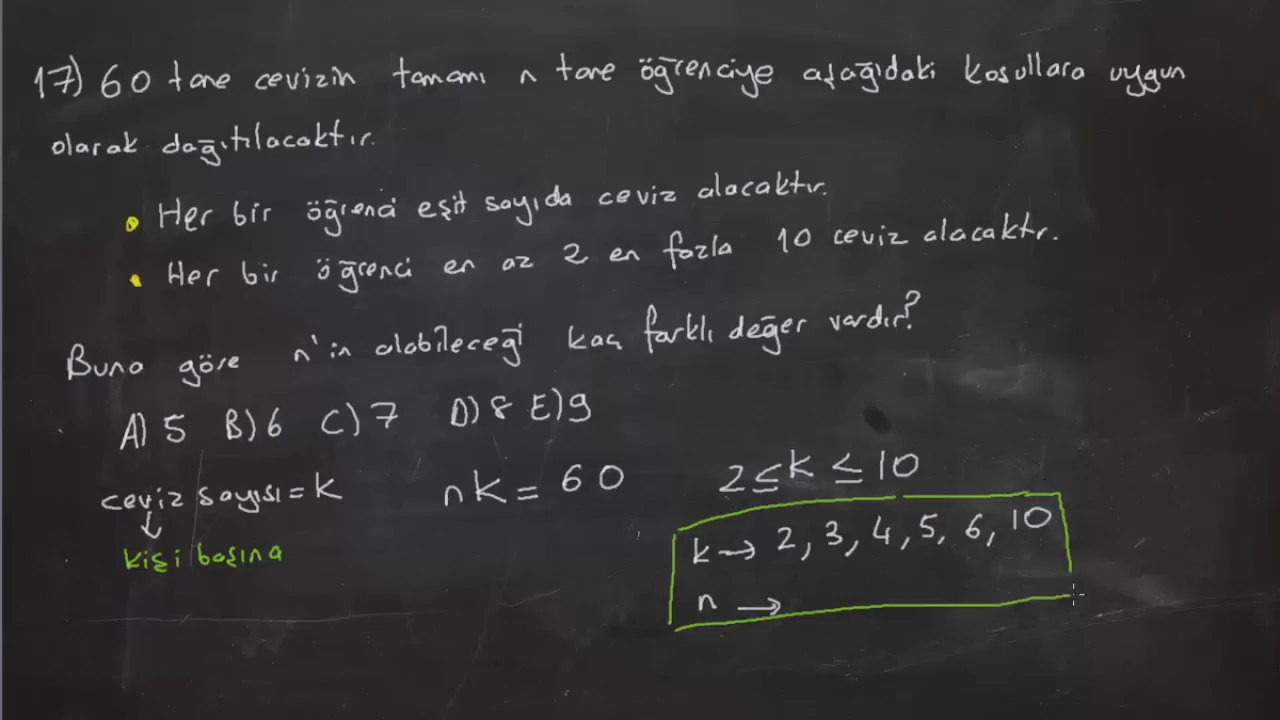 17) 60 tane cevizin tamamı n tane öğrenciye aşağıdaki koşullara uygun
olarak dağıtılacaktır.
• Her bir öğrenci eşit sayıda ceviz alacaktır.
• Her bir öğrenci en az 2 en fazla 10 ceviz alacaktır.
Buna göre n'in alabileceği kaç farklı değer vardır?
A) 5 B) 6 C) 7 D) 8 E) 9
ceviz sayısı = k nk = 60 2 ≤ k ≤ 10
↓
kişi başına
k → 2, 3, 4, 5, 6, 10
n →